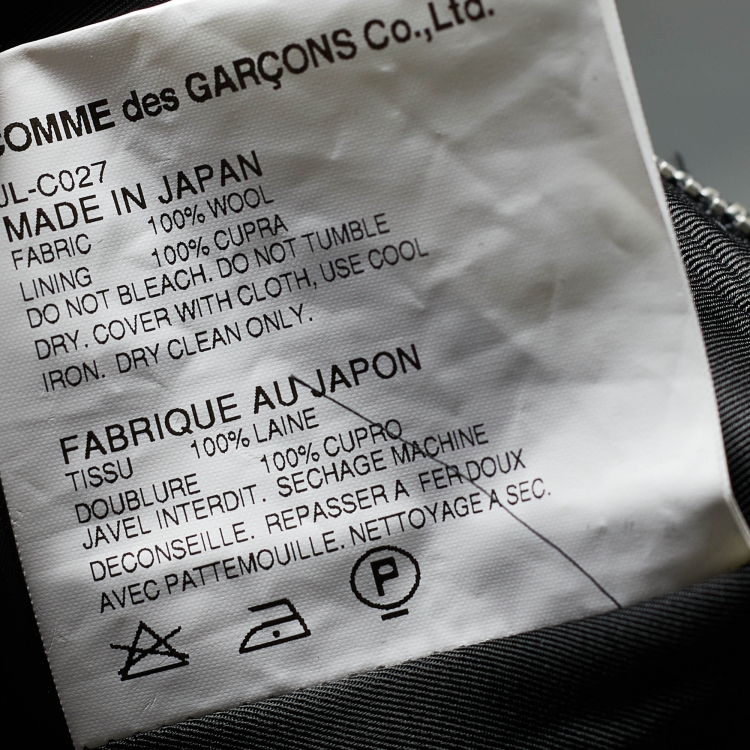 COMME des GARÇONS Co.,Ltd.
JL-C027
MADE IN JAPAN
FABRIC 100% WOOL
LINING 100% CUPRA
DO NOT BLEACH. DO NOT TUMBLE
DRY. COVER WITH CLOTH, USE COOL
IRON. DRY CLEAN ONLY.
FABRIQUE AU JAPON
TISSU 100% LAINE
DOUBLURE 100% CUPRO
JAVEL INTERDIT. SECHAGE MACHINE
DECONSEILLE. REPASSER A FER DOUX
AVEC PATTEMOUILLE. NETTOYAGE A SEC.
P